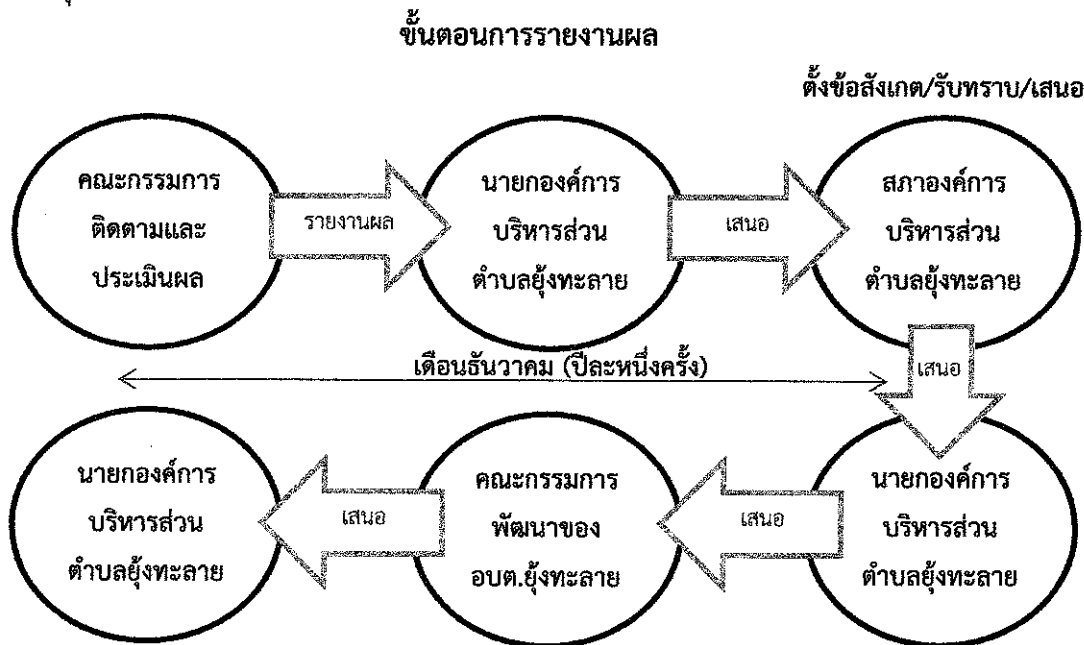 ขั้นตอนการรายงานผล
ตั้งข้อสังเกต/รับทราบ/เสนอ
คณะกรรมการ
ติดตามและ
ประเมินผล
รายงานผล
นายกองค์การ
บริหารส่วน
ตำบลยุ้งทะลาย
เสนอ
สภาองค์การ
บริหารส่วน
ตำบลยุ้งทะลาย
เสนอ
เดือนธันวาคม (ปีละหนึ่งครั้ง)
นายกองค์การ
บริหารส่วน
ตำบลยุ้งทะลาย
เสนอ
คณะกรรมการ
พัฒนาของ
อบต.ยุ้งทะลาย
เสนอ
นายกองค์การ
บริหารส่วน
ตำบลยุ้งทะลาย